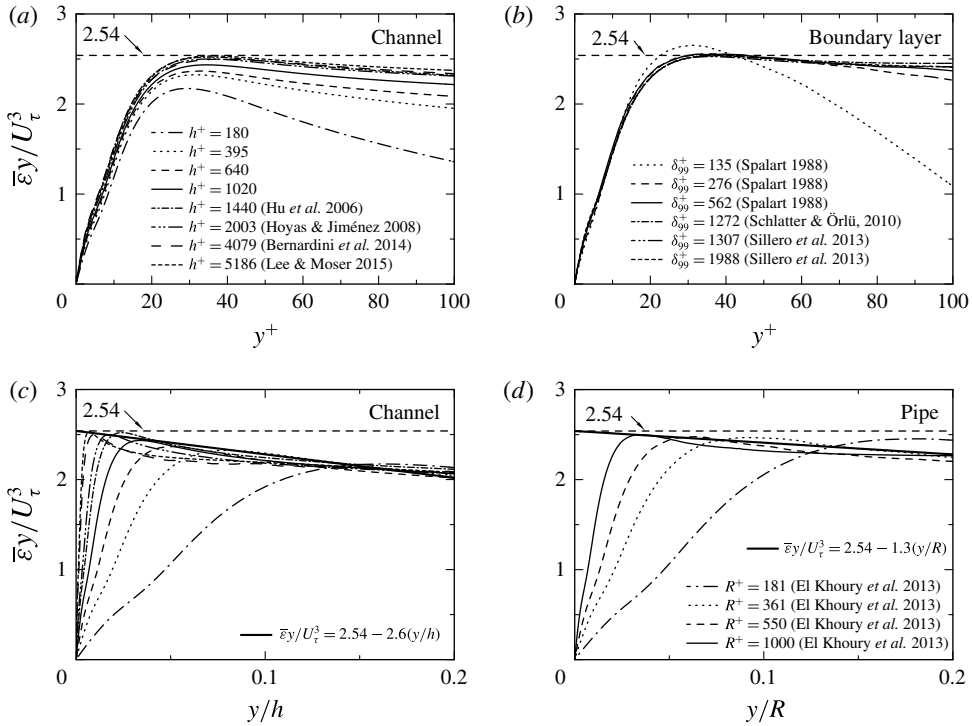 (a)
Channel
2.54
3
2
1
0
ε̅y/U_τ^3
h^+ = 180
h^+ = 395
h^+ = 640
h^+ = 1020
h^+ = 1440 (Hu et al. 2006)
h^+ = 2003 (Hoyas & Jiménez 2008)
h^+ = 4079 (Bernardini et al. 2014)
h^+ = 5186 (Lee & Moser 2015)
0 20 40 60 80 100
y^+
(b)
Boundary layer
2.54
3
2
1
δ_99^+ = 135 (Spalart 1988)
δ_99^+ = 276 (Spalart 1988)
δ_99^+ = 562 (Spalart 1988)
δ_99^+ = 1272 (Schlatter & Örlü, 2010)
δ_99^+ = 1307 (Sillero et al. 2013)
δ_99^+ = 1988 (Sillero et al. 2013)
0 20 40 60 80 100
y^+
(c)
Channel
2.54
3
2
1
ε̅y/U_τ^3
ε̅y/U_τ^3 = 2.54 − 2.6(y/h)
0 0.1 0.2
y/h
(d)
Pipe
2.54
3
2
1
ε̅y/U_τ^3 = 2.54 − 1.3(y/R)
R^+ = 181 (El Khoury et al. 2013)
R^+ = 361 (El Khoury et al. 2013)
R^+ = 550 (El Khoury et al. 2013)
R^+ = 1000 (El Khoury et al. 2013)
0 0.1 0.2
y/R